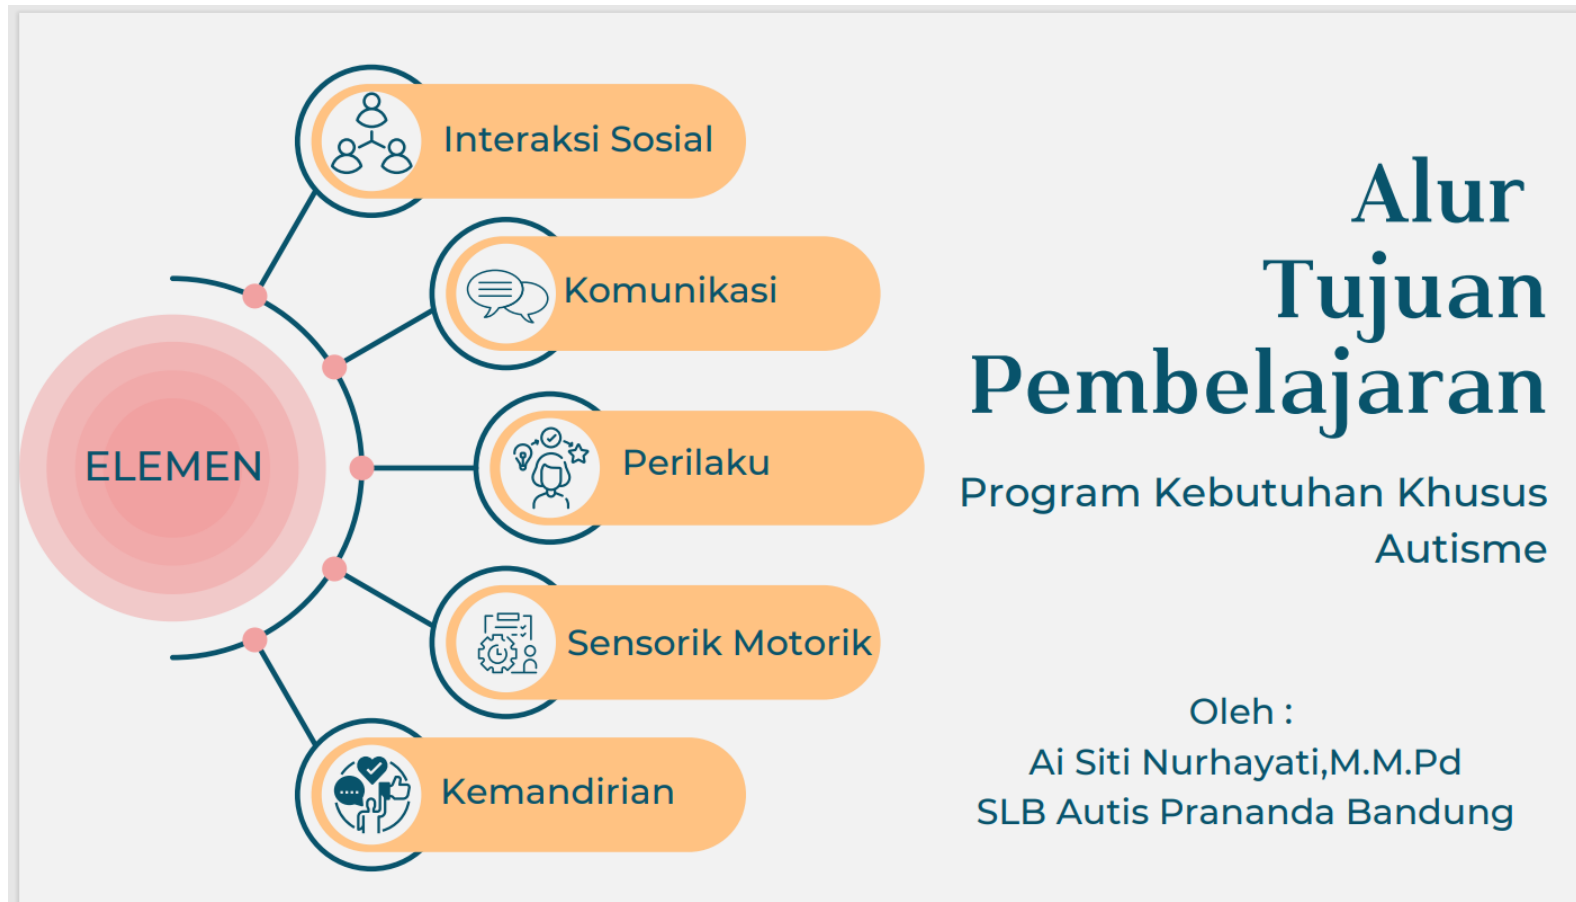 Alur
Tujuan
Pembelajaran
Program Kebutuhan Khusus
Autisme
ELEMEN
Interaksi Sosial
Komunikasi
Perilaku
Sensorik Motorik
Kemandirian
Oleh :
Ai Siti Nurhayati,M.M.Pd
SLB Autis Prananda Bandung